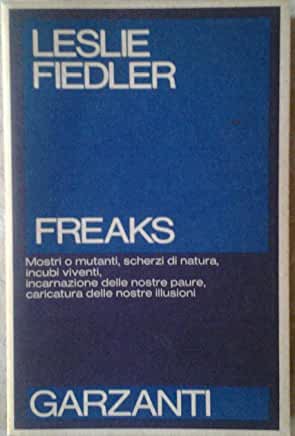 LESLIE
FIEDLER
FREAKS
Mostri o mutanti, scherzi di natura,
incubi viventi,
incarnazione delle nostre paure,
caricatura delle nostre illusioni
GARZANTI